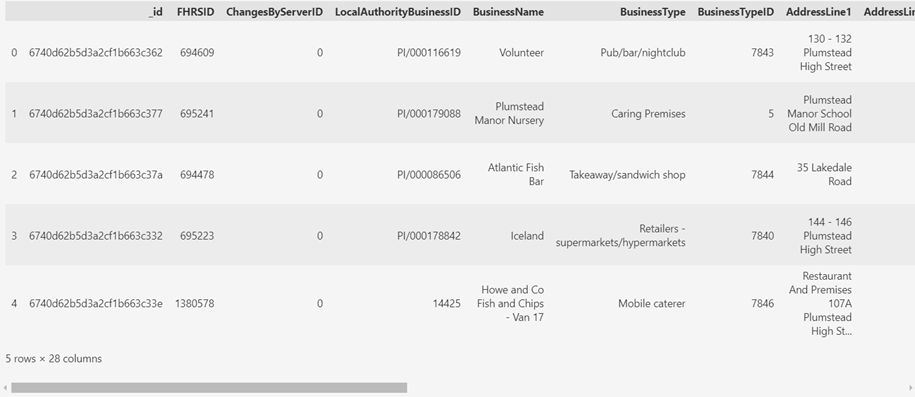 _id FHRSID ChangesByServerID LocalAuthorityBusinessID BusinessName BusinessType BusinessTypeID AddressLine1 AddressLin
130 - 132
0 6740d62b5d3a2cf1b663c362 694609 0 PI/000116619 Volunteer Pub/bar/nightclub 7843 Plumstead
High Street
Plumstead Plumstead
1 6740d62b5d3a2cf1b663c377 695241 0 PI/000179088 Manor Nursery Caring Premises 5 Manor School
Old Mill Road
2 6740d62b5d3a2cf1b663c37a 694478 0 PI/000086506 Atlantic Fish Takeaway/sandwich shop 7844 35 Lakedale
Bar Road
144 - 146
3 6740d62b5d3a2cf1b663c332 695223 0 PI/000178842 Iceland Retailers - 7840 Plumstead
supermarkets/hypermarkets High Street
Restaurant
Howe and Co And Premises
4 6740d62b5d3a2cf1b663c33e 1380578 0 14425 Fish and Chips Mobile caterer 7846 107A
- Van 17 Plumstead
High St...
5 rows × 28 columns